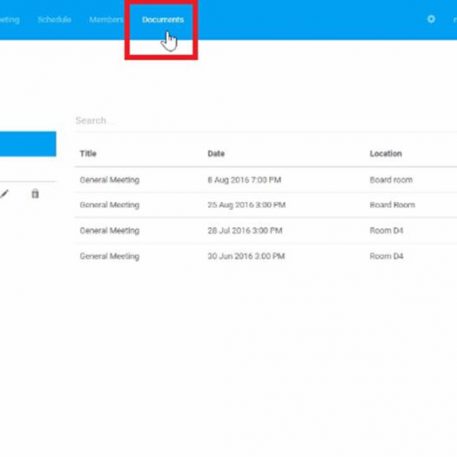 eting Schedule Members Documents
Search...
Title Date Location
General Meeting 6 Aug 2016 7:00 PM Board room
General Meeting 25 Aug 2016 3:00 PM Board Room
General Meeting 28 Jul 2016 3:00 PM Room D4
General Meeting 30 Jun 2016 3:00 PM Room D4